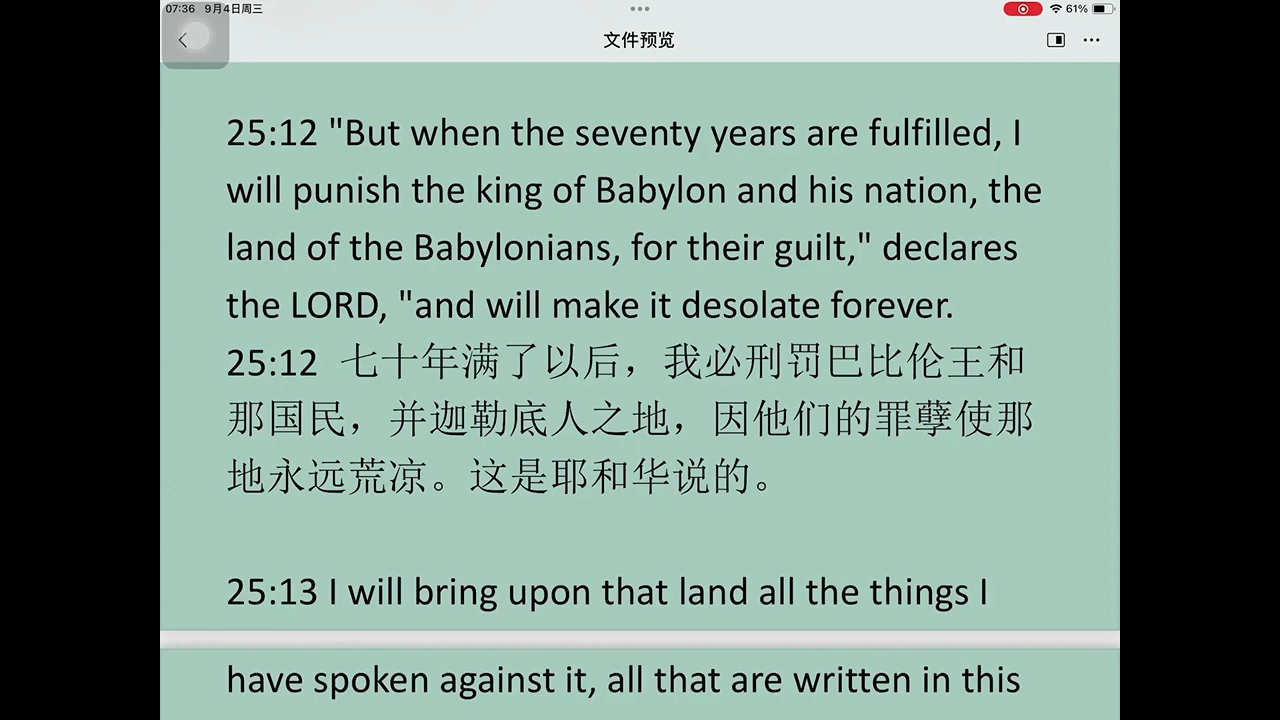 07:36 9月4日周三
61%
文件预览
25:12 "But when the seventy years are fulfilled, I
will punish the king of Babylon and his nation, the
land of the Babylonians, for their guilt," declares
the LORD, "and will make it desolate forever.
25:12 七十年满了以后，我必刑罚巴比伦王和
那国民，并迦勒底人之地，因他们的罪孽使那
地永远荒凉。这是耶和华说的。
25:13 I will bring upon that land all the things I
have spoken against it, all that are written in this